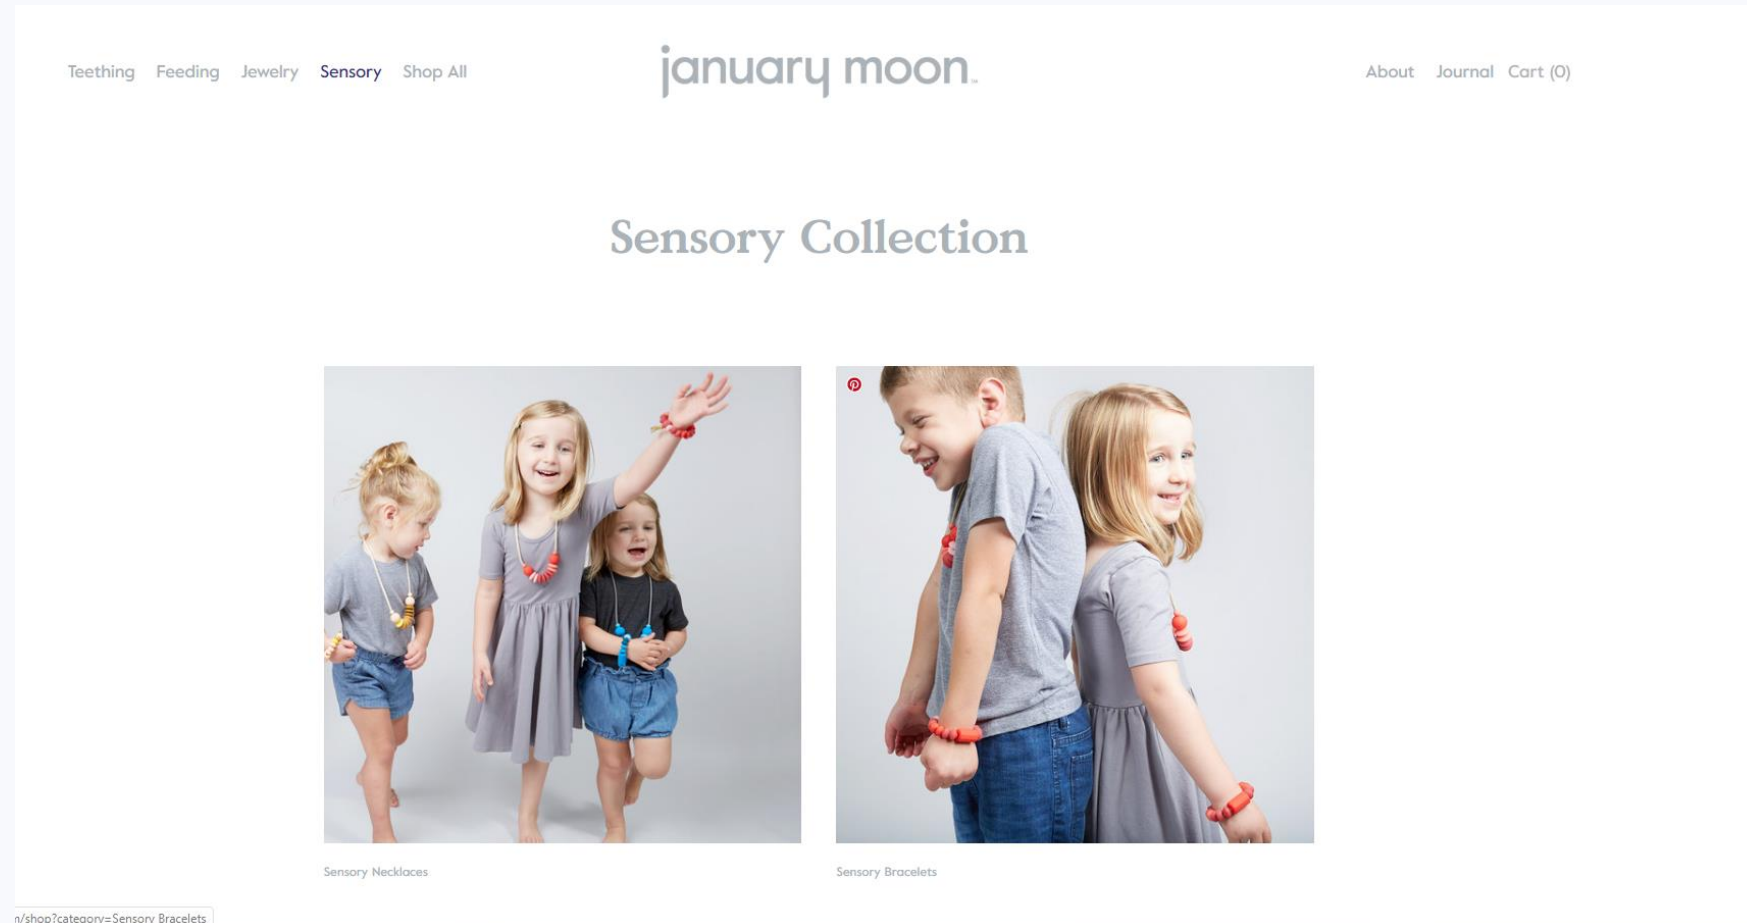 Teething Feeding Jewelry Sensory Shop All
january moon
About Journal Cart (0)
Sensory Collection
Sensory Necklaces
Sensory Bracelets
/shop?category=Sensory Bracelets